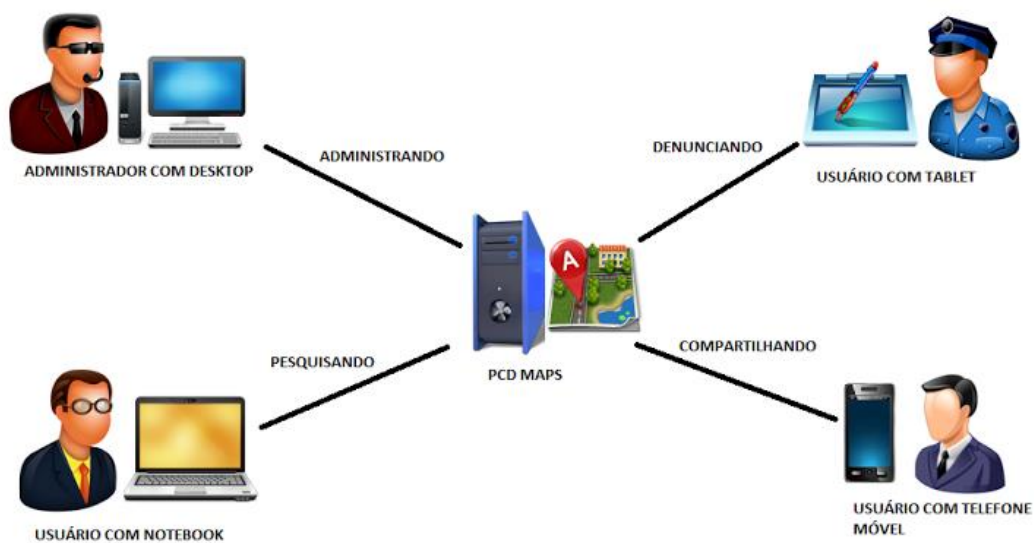 ADMINISTRADOR COM DESKTOP
ADMINISTRANDO
DENUNCIANDO
USUÁRIO COM TABLET
A
PCD MAPS
PESQUISANDO
COMPARTILHANDO
USUÁRIO COM NOTEBOOK
USUÁRIO COM TELEFONE
MÓVEL